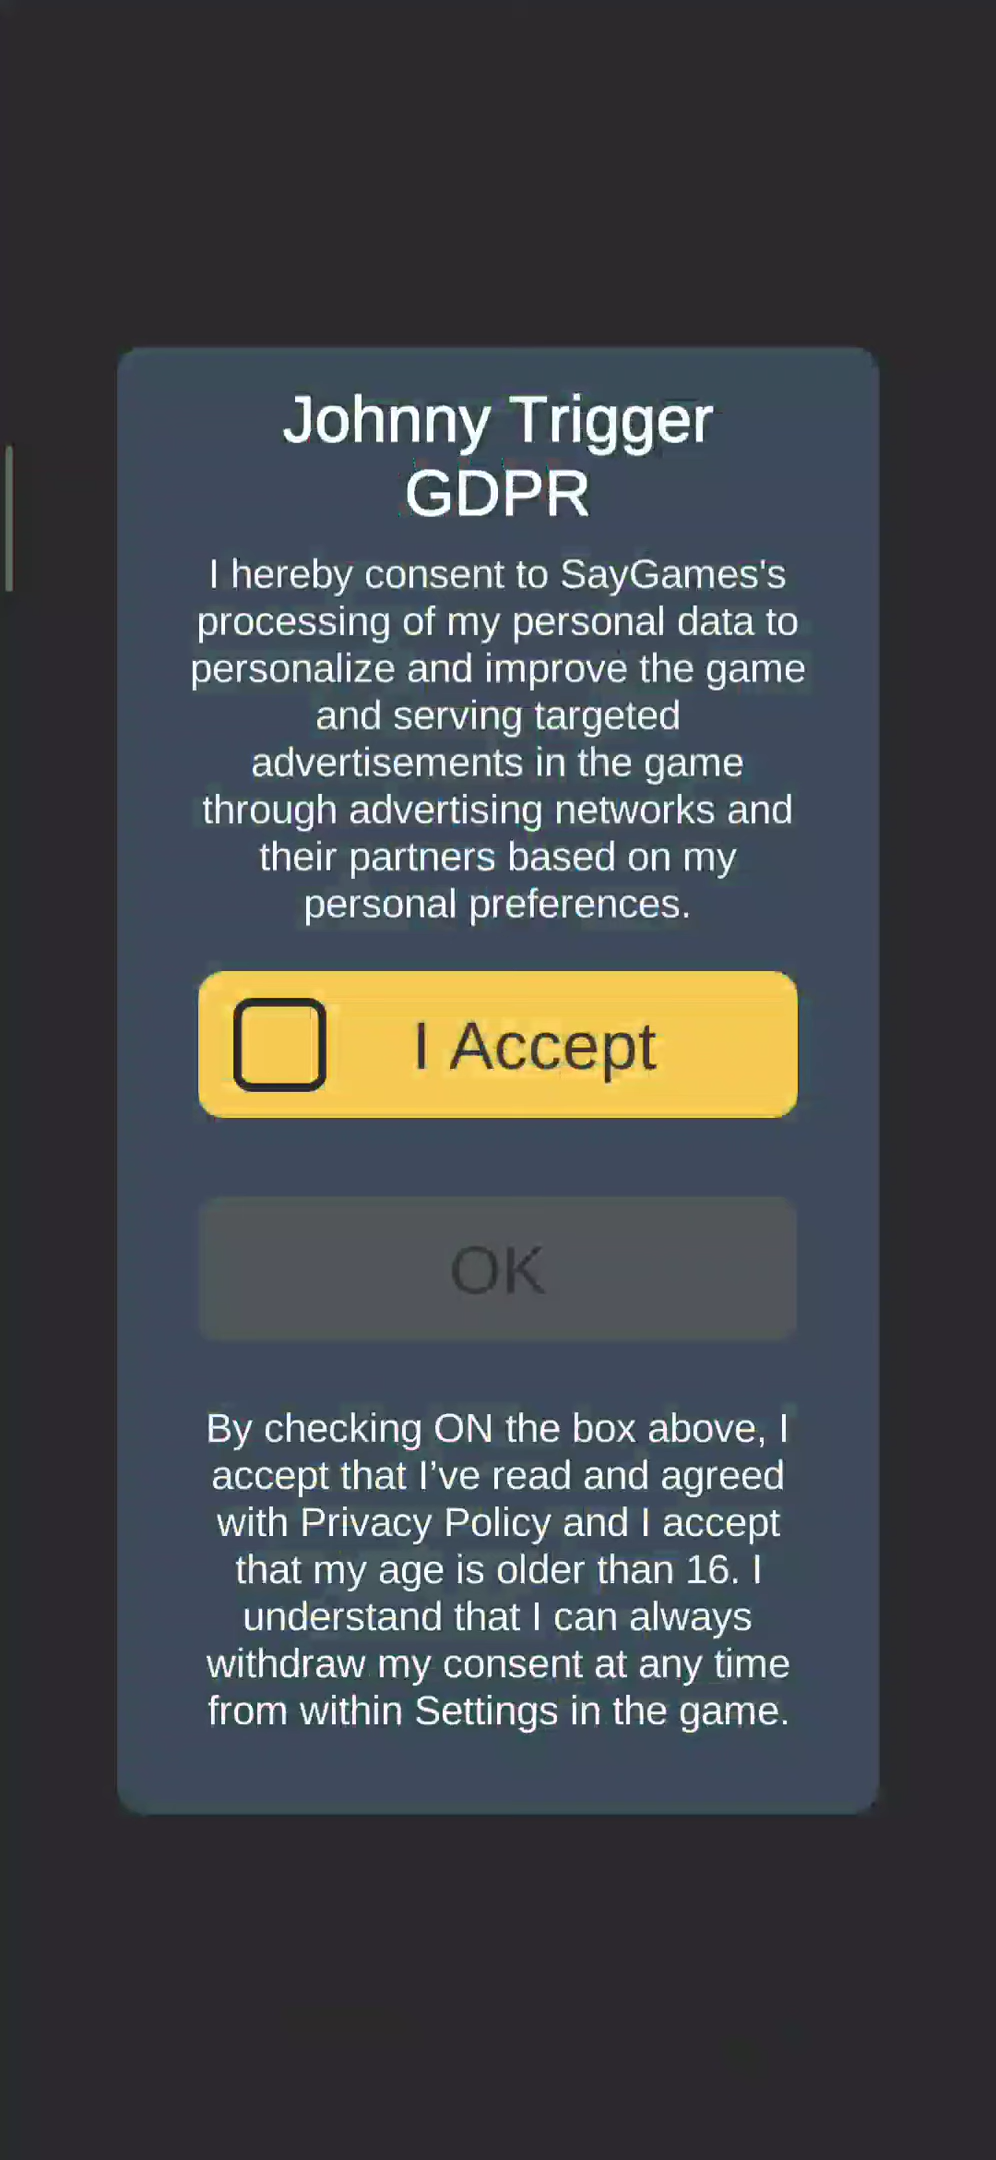 Johnny Trigger
GDPR
I hereby consent to SayGames's
processing of my personal data to
personalize and improve the game
and serving targeted
advertisements in the game
through advertising networks and
their partners based on my
personal preferences.
I Accept
OK
By checking ON the box above, I
accept that I’ve read and agreed
with Privacy Policy and I accept
that my age is older than 16. I
understand that I can always
withdraw my consent at any time
from within Settings in the game.